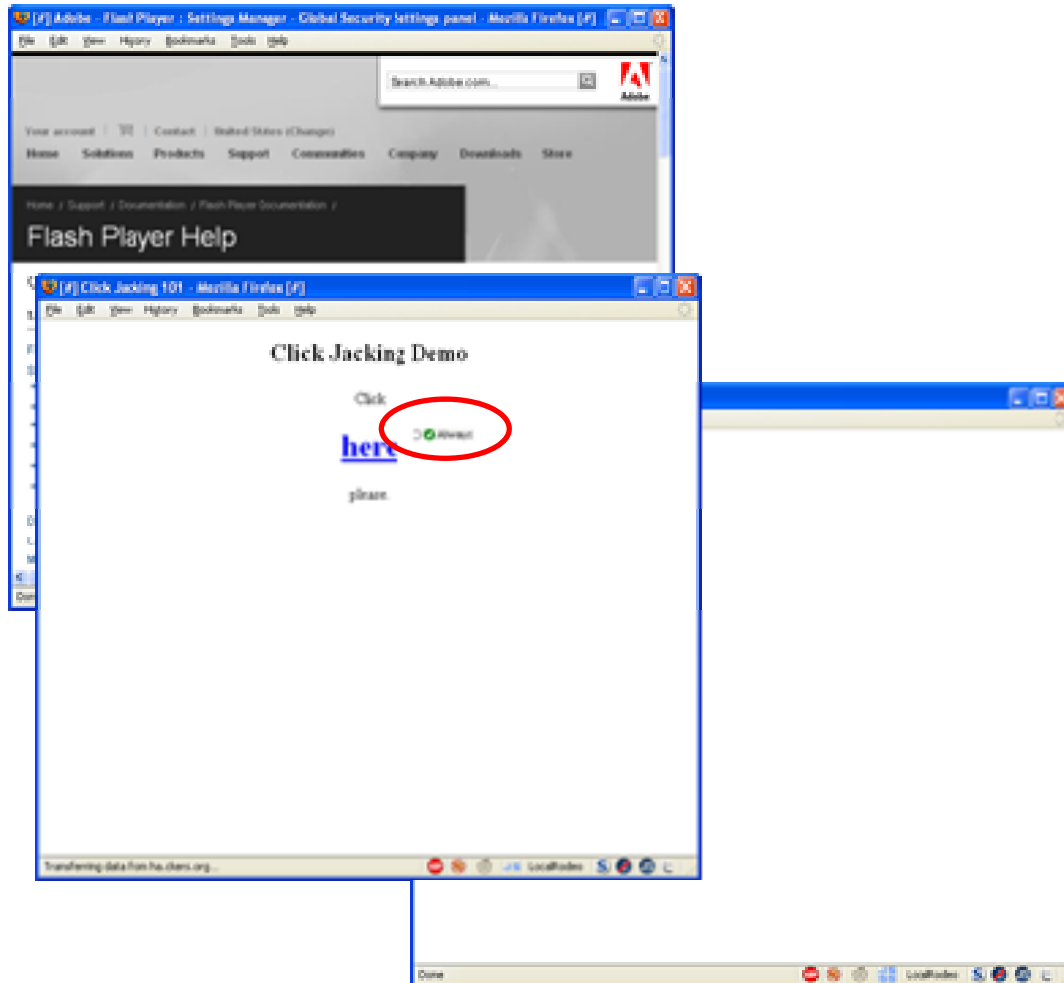 [#] Adobe - Flash Player : Settings Manager - Global Security Settings panel - Mozilla Firefox [#]
File Edit View History Bookmarks Tools Help
Search Adobe.com...
Adobe
Your account | Contact | United States (Change)
Home Solutions Products Support Communities Company Downloads Store
Home / Support / Documentation / Flash Player Documentation /
Flash Player Help
[#] Click Jacking 101 - Mozilla Firefox [#]
File Edit View History Bookmarks Tools Help
Click Jacking Demo
Click
Always
here
please.
Transferring data from ha.ckers.org...
LocalRodeo
Done
LocalRodeo